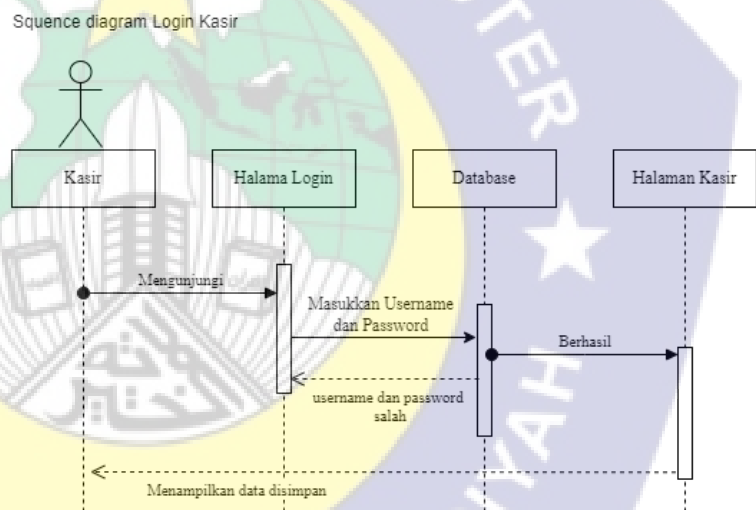 Squence diagram Login Kasir
Kasir
Halama Login
Database
Halaman Kasir
Mengunjungi
Masukkan Username
dan Password
Berhasil
username dan password
salah
Menampilkan data disimpan